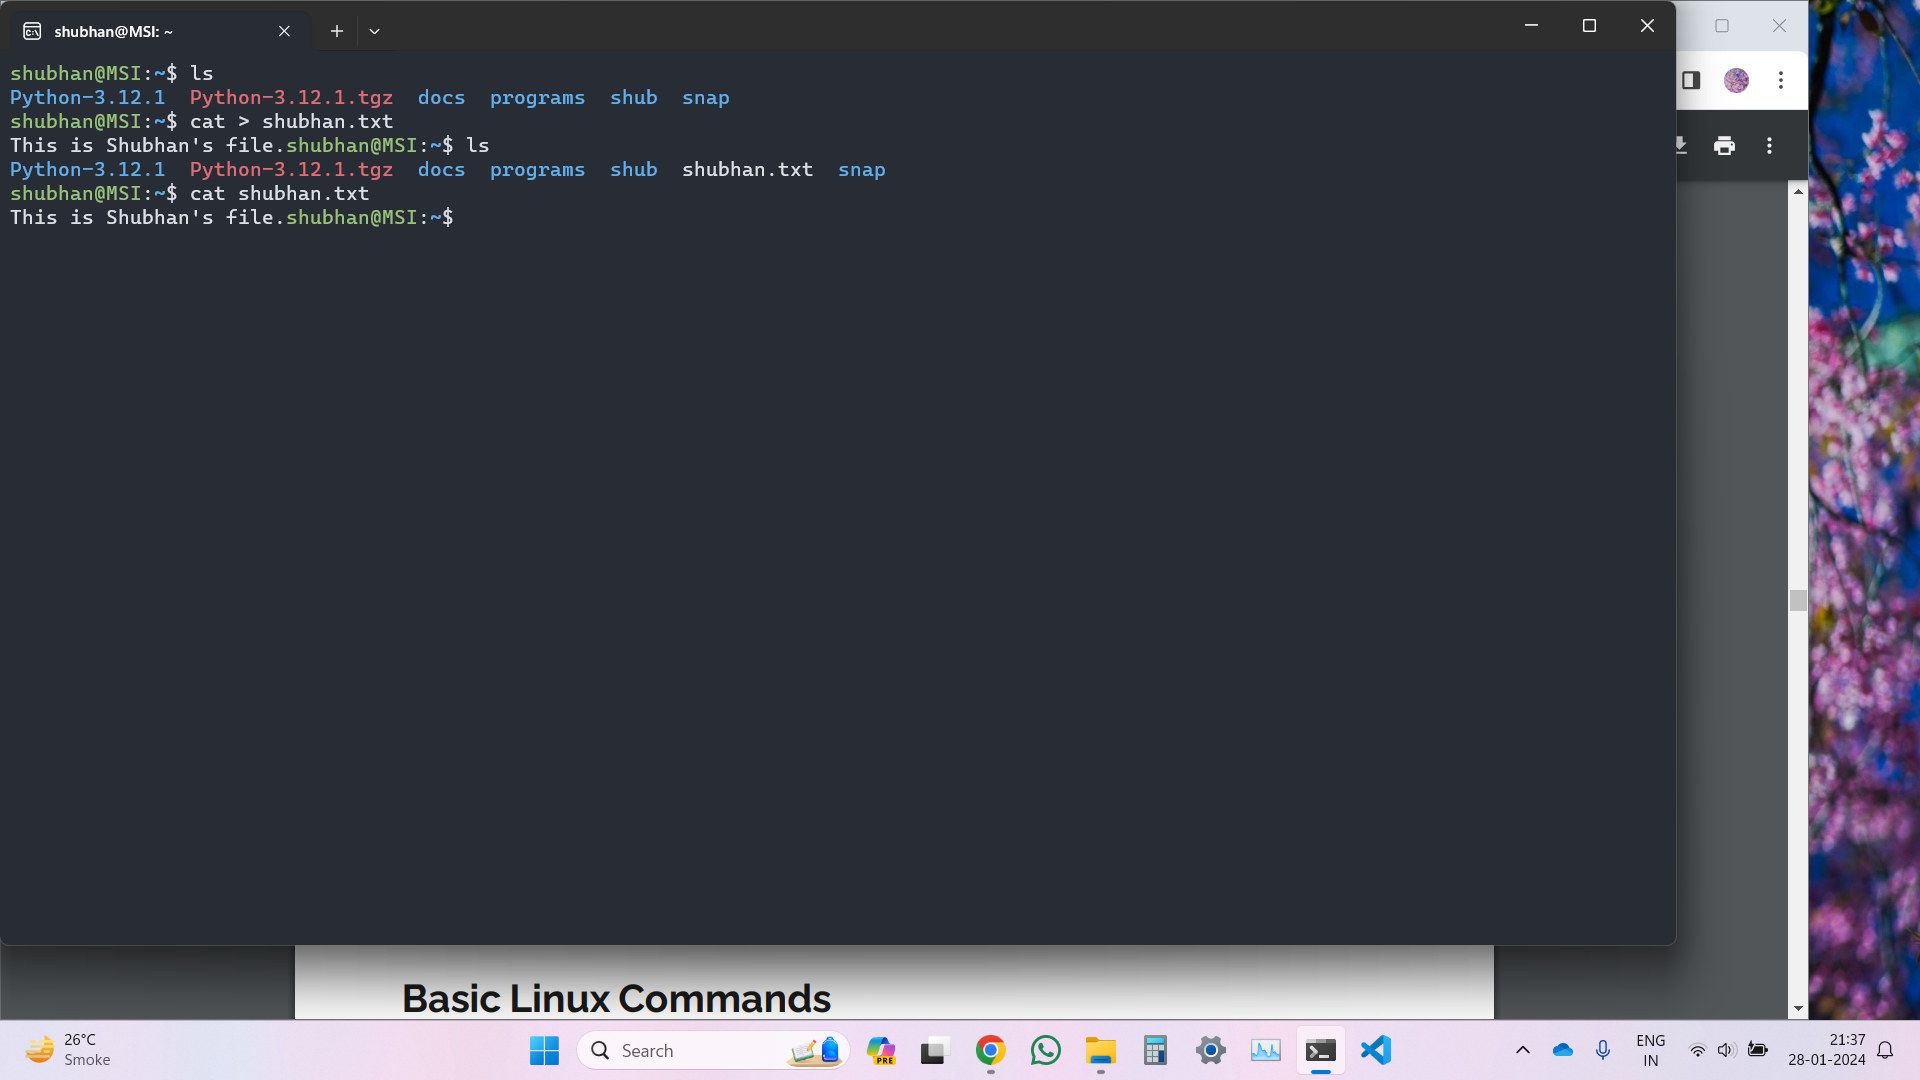 shubhan@MSI: ~
shubhan@MSI:~$ ls
Python-3.12.1  Python-3.12.1.tgz  docs  programs  shub  snap
shubhan@MSI:~$ cat > shubhan.txt
This is Shubhan's file.shubhan@MSI:~$ ls
Python-3.12.1  Python-3.12.1.tgz  docs  programs  shub  shubhan.txt  snap
shubhan@MSI:~$ cat shubhan.txt
This is Shubhan's file.shubhan@MSI:~$
Basic Linux Commands
26°C
Smoke
Search
PRE
ENG
IN
21:37
28-01-2024